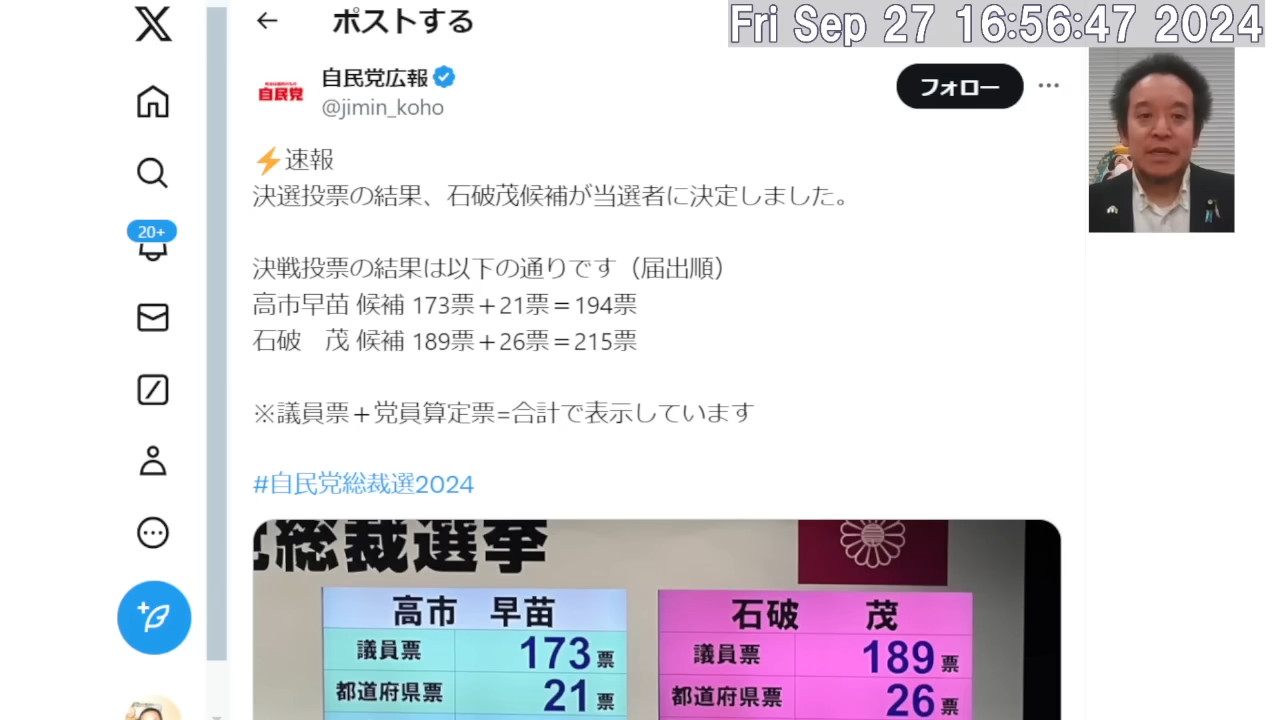 Fri Sep 27 16:56:47 2024
ポストする
自民党
自民党広報
@jimin_koho
フォロー
20+
⚡速報
決選投票の結果、石破茂候補が当選者に決定しました。
決戦投票の結果は以下の通りです（届出順）
高市早苗 候補 173票＋21票＝194票
石破　茂 候補 189票＋26票＝215票
※議員票＋党員算定票=合計で表示しています
#自民党総裁選2024
総裁選挙
高市 早苗
議員票 173票
都道府県票 21票
石破 茂
議員票 189票
都道府県票 26票